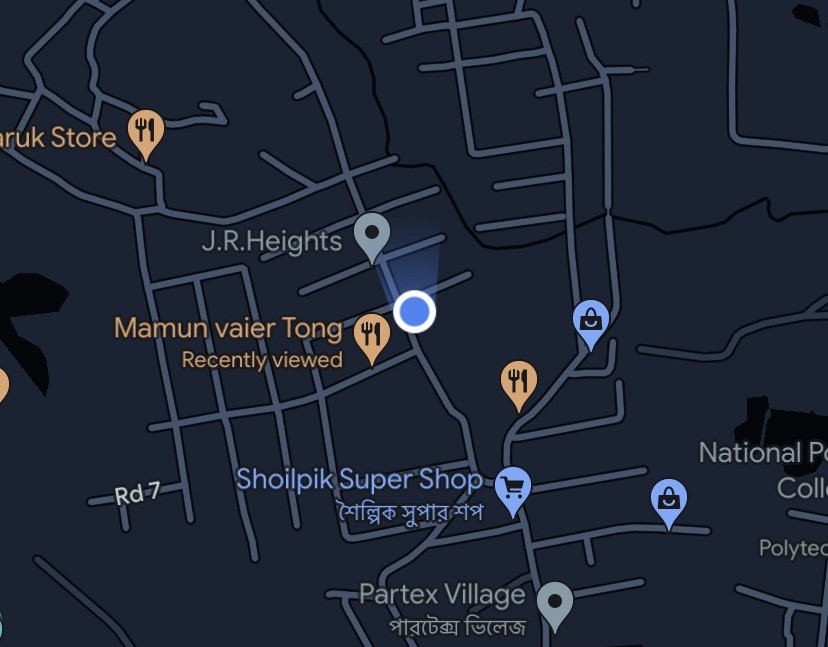 aruk Store
J.R.Heights
Mamun vaier Tong
Recently viewed
National Po
Colle
Rd 7
Shoilpik Super Shop
শৈল্পিক সুপার শপ
Polytec
Partex Village
পারটেক্স ভিলেজ